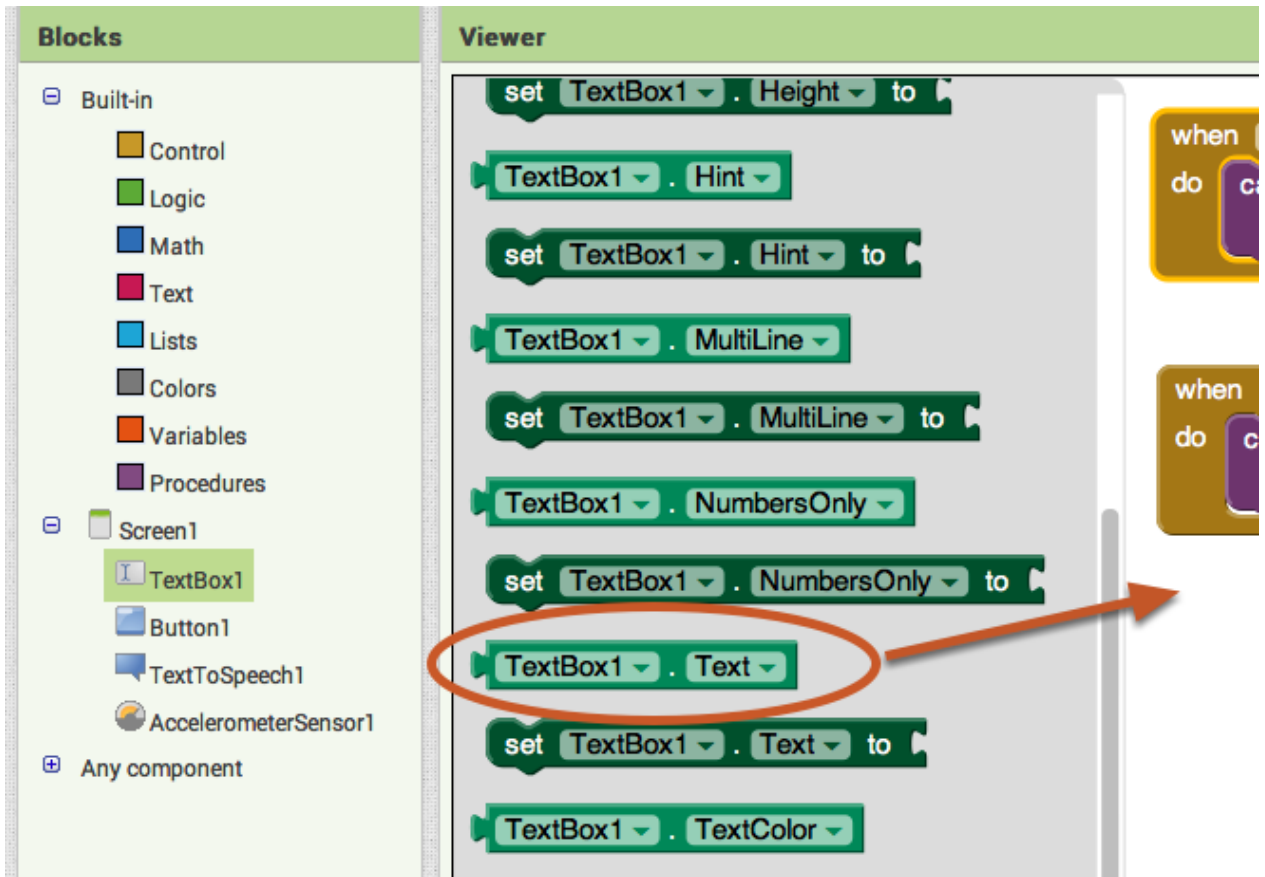 Blocks
Built-in
Control
Logic
Math
Text
Lists
Colors
Variables
Procedures
Screen1
TextBox1
Button1
TextToSpeech1
AccelerometerSensor1
Any component
Viewer
set TextBox1 . Height to
TextBox1 . Hint
set TextBox1 . Hint to
TextBox1 . MultiLine
set TextBox1 . MultiLine to
TextBox1 . NumbersOnly
set TextBox1 . NumbersOnly to
TextBox1 . Text
set TextBox1 . Text to
TextBox1 . TextColor
when
do
when
do